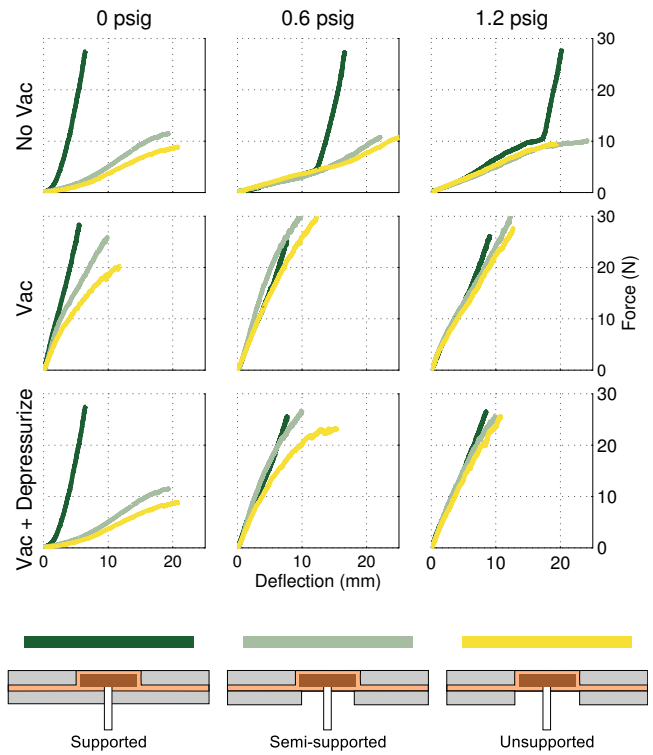 0 psig 0.6 psig 1.2 psig
No Vac
30
20
10
0
Vac
30
20
10
0
Force (N)
Vac + Depressurize
30
20
10
0
0 10 20 0 10 20 0 10 20
Deflection (mm)
Supported Semi-supported Unsupported